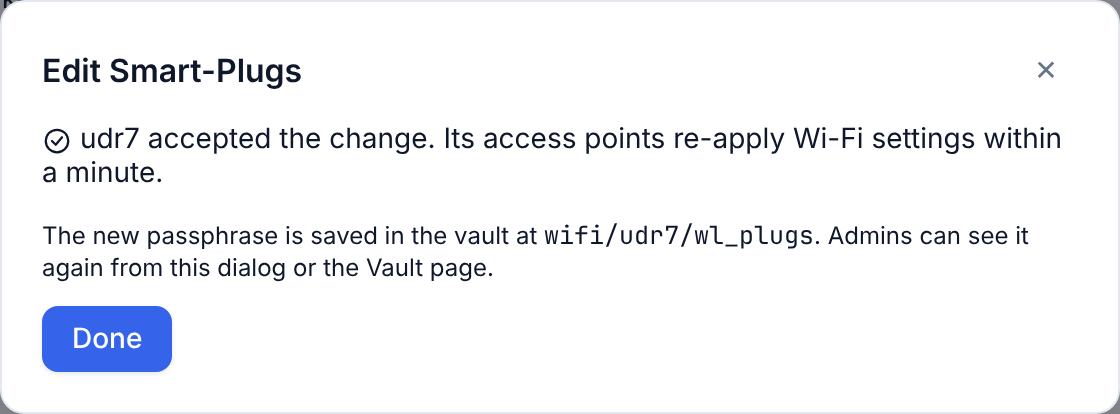 Edit Smart-Plugs
udr7 accepted the change. Its access points re-apply Wi-Fi settings within
a minute.
The new passphrase is saved in the vault at wifi/udr7/wl_plugs. Admins can see it
again from this dialog or the Vault page.
Done